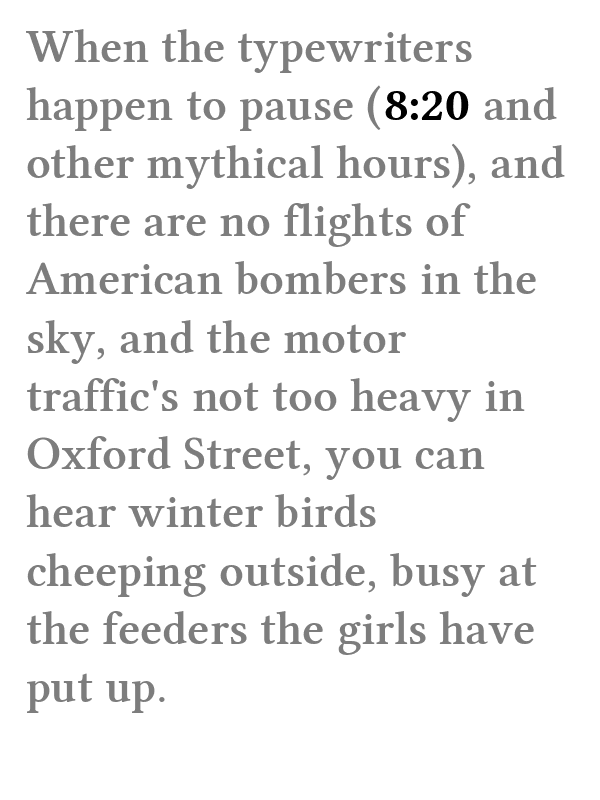 When the typewriters
happen to pause (8:20 and
other mythical hours), and
there are no flights of
American bombers in the
sky, and the motor
traffic's not too heavy in
Oxford Street, you can
hear winter birds
cheeping outside, busy at
the feeders the girls have
put up.